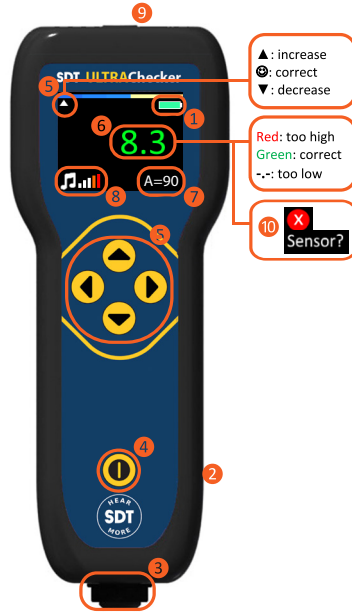 9
SDT ULTRAChecker
5
1
6
8.3
8
A=90
7
▲: increase
☺: correct
▼: decrease
Red: too high
Green: correct
-.-: too low
10
X
Sensor?
5
4
2
HEAR
SDT
MORE
3